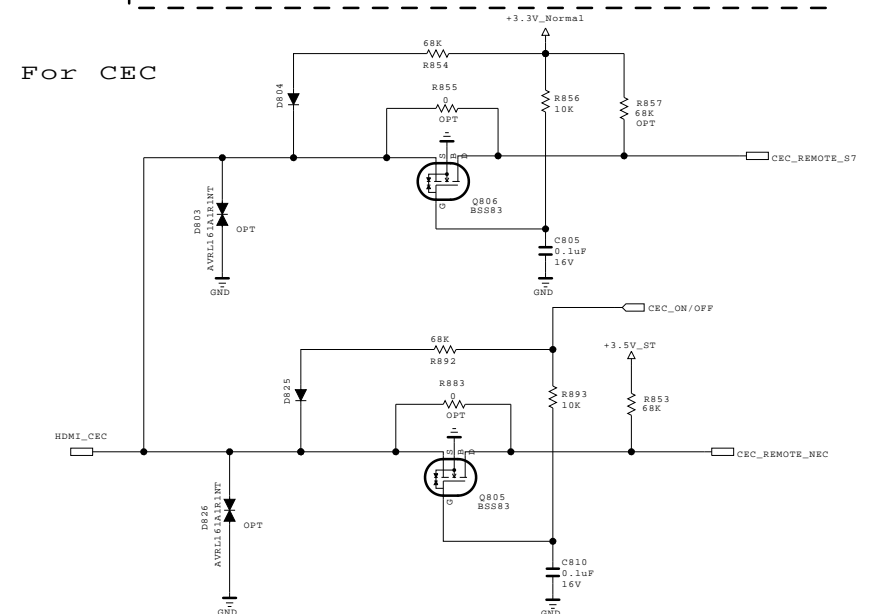 +3.3V_Normal
For CEC
68K
R854
D804
R855
0
OPT
R856
10K
R857
68K
OPT
S
B
D
CEC_REMOTE_S7
G
Q806
BSS83
D803
AVRL161A1R1NT
OPT
C805
0.1uF
16V
GND
GND
CEC_ON/OFF
68K
R892
+3.5V_ST
D825
R883
0
OPT
R893
10K
R853
68K
HDMI_CEC
S
B
D
CEC_REMOTE_NEC
G
Q805
BSS83
D826
AVRL161A1R1NT
OPT
C810
0.1uF
16V
GND
GND